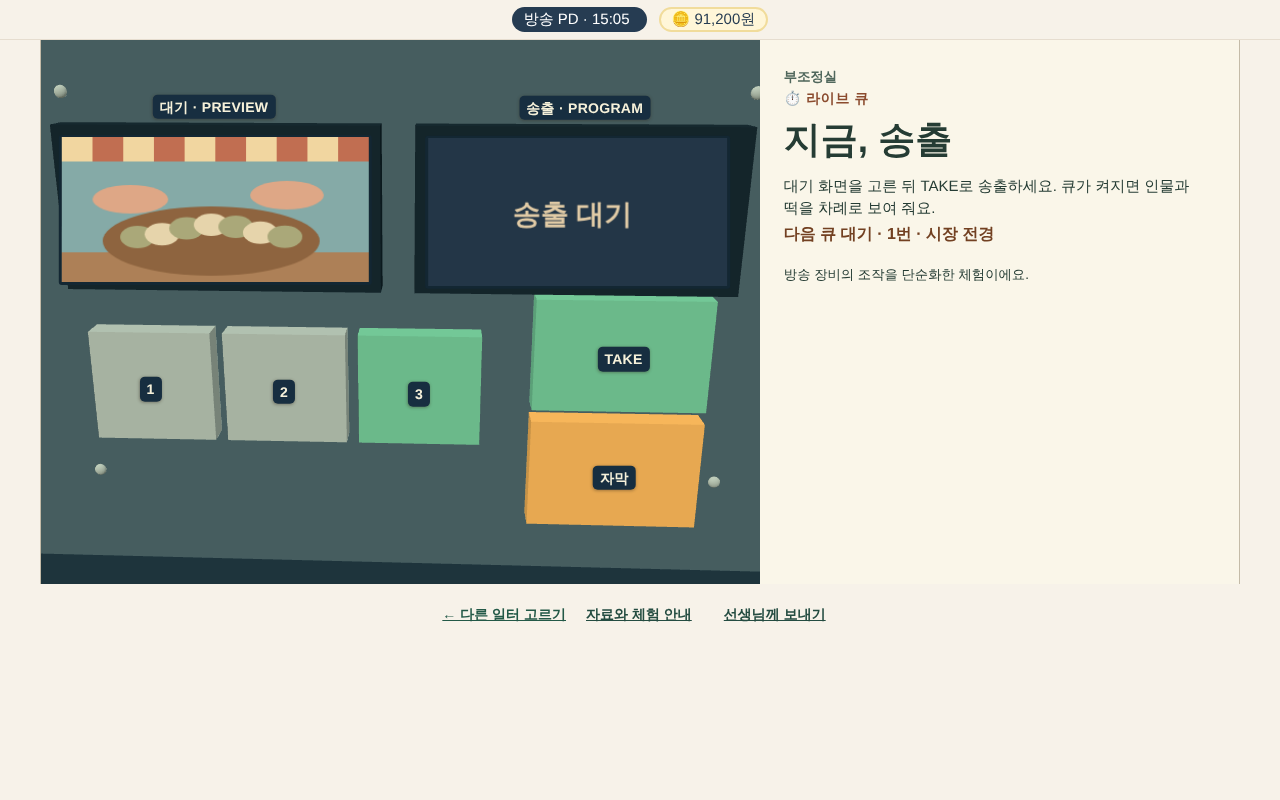 방송 PD · 15:05
🪙 91,200원
대기 · PREVIEW
송출 · PROGRAM
송출 대기
1
2
3
TAKE
자막
부조정실
⏱️ 라이브 큐
지금, 송출
대기 화면을 고른 뒤 TAKE로 송출하세요. 큐가 켜지면 인물과
떡을 차례로 보여 줘요.
다음 큐 대기 · 1번 · 시장 전경
방송 장비의 조작을 단순화한 체험이에요.
← 다른 일터 고르기
자료와 체험 안내
선생님께 보내기